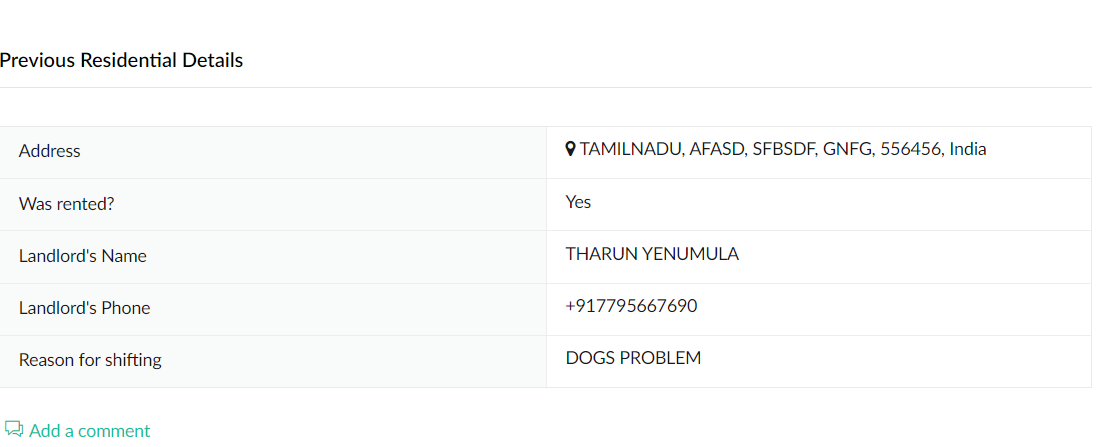 Previous Residential Details
Address
TAMILNADU, AFASD, SFBSDF, GNFG, 556456, India
Was rented?
Yes
Landlord's Name
THARUN YENUMULA
Landlord's Phone
+917795667690
Reason for shifting
DOGS PROBLEM
Add a comment